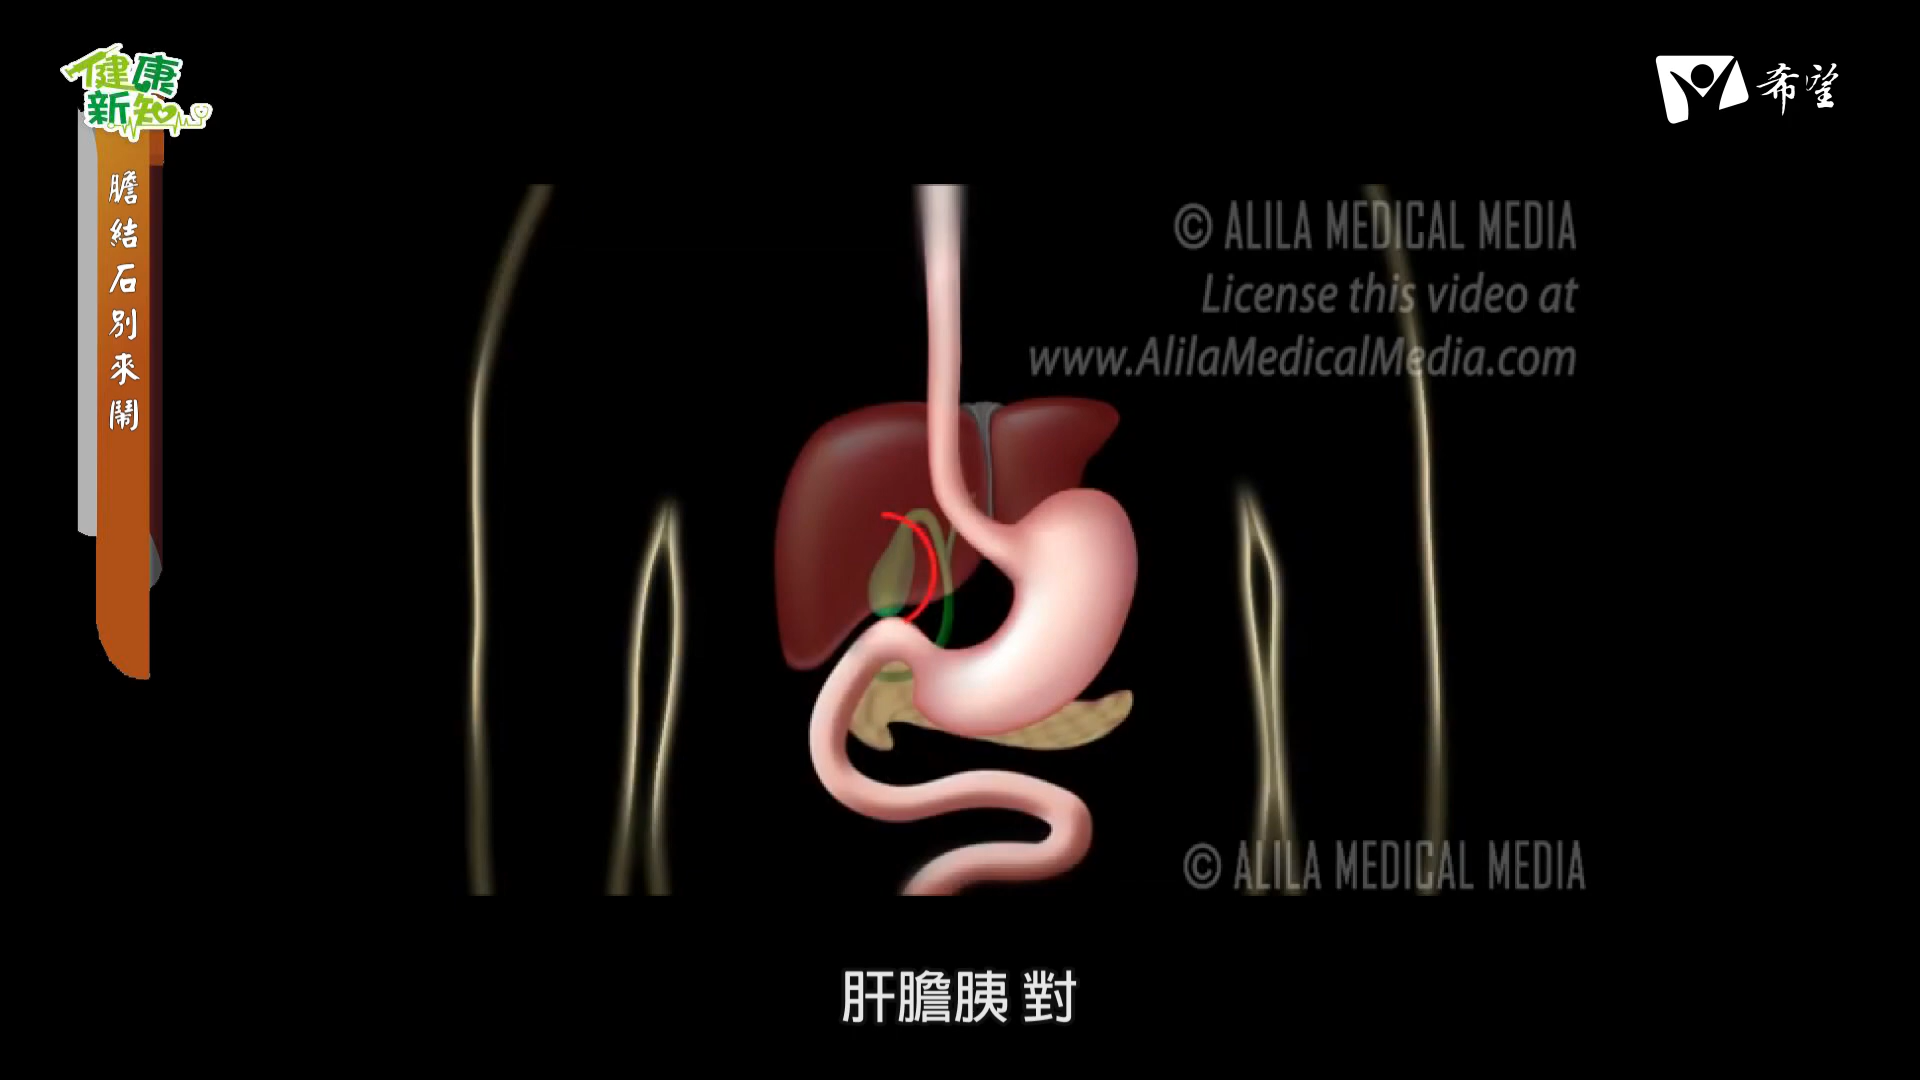 健康
新知
希望
膽結石別來鬧
© ALILA MEDICAL MEDIA
License this video at
www.AlilaMedicalMedia.com
© ALILA MEDICAL MEDIA
肝膽胰 對